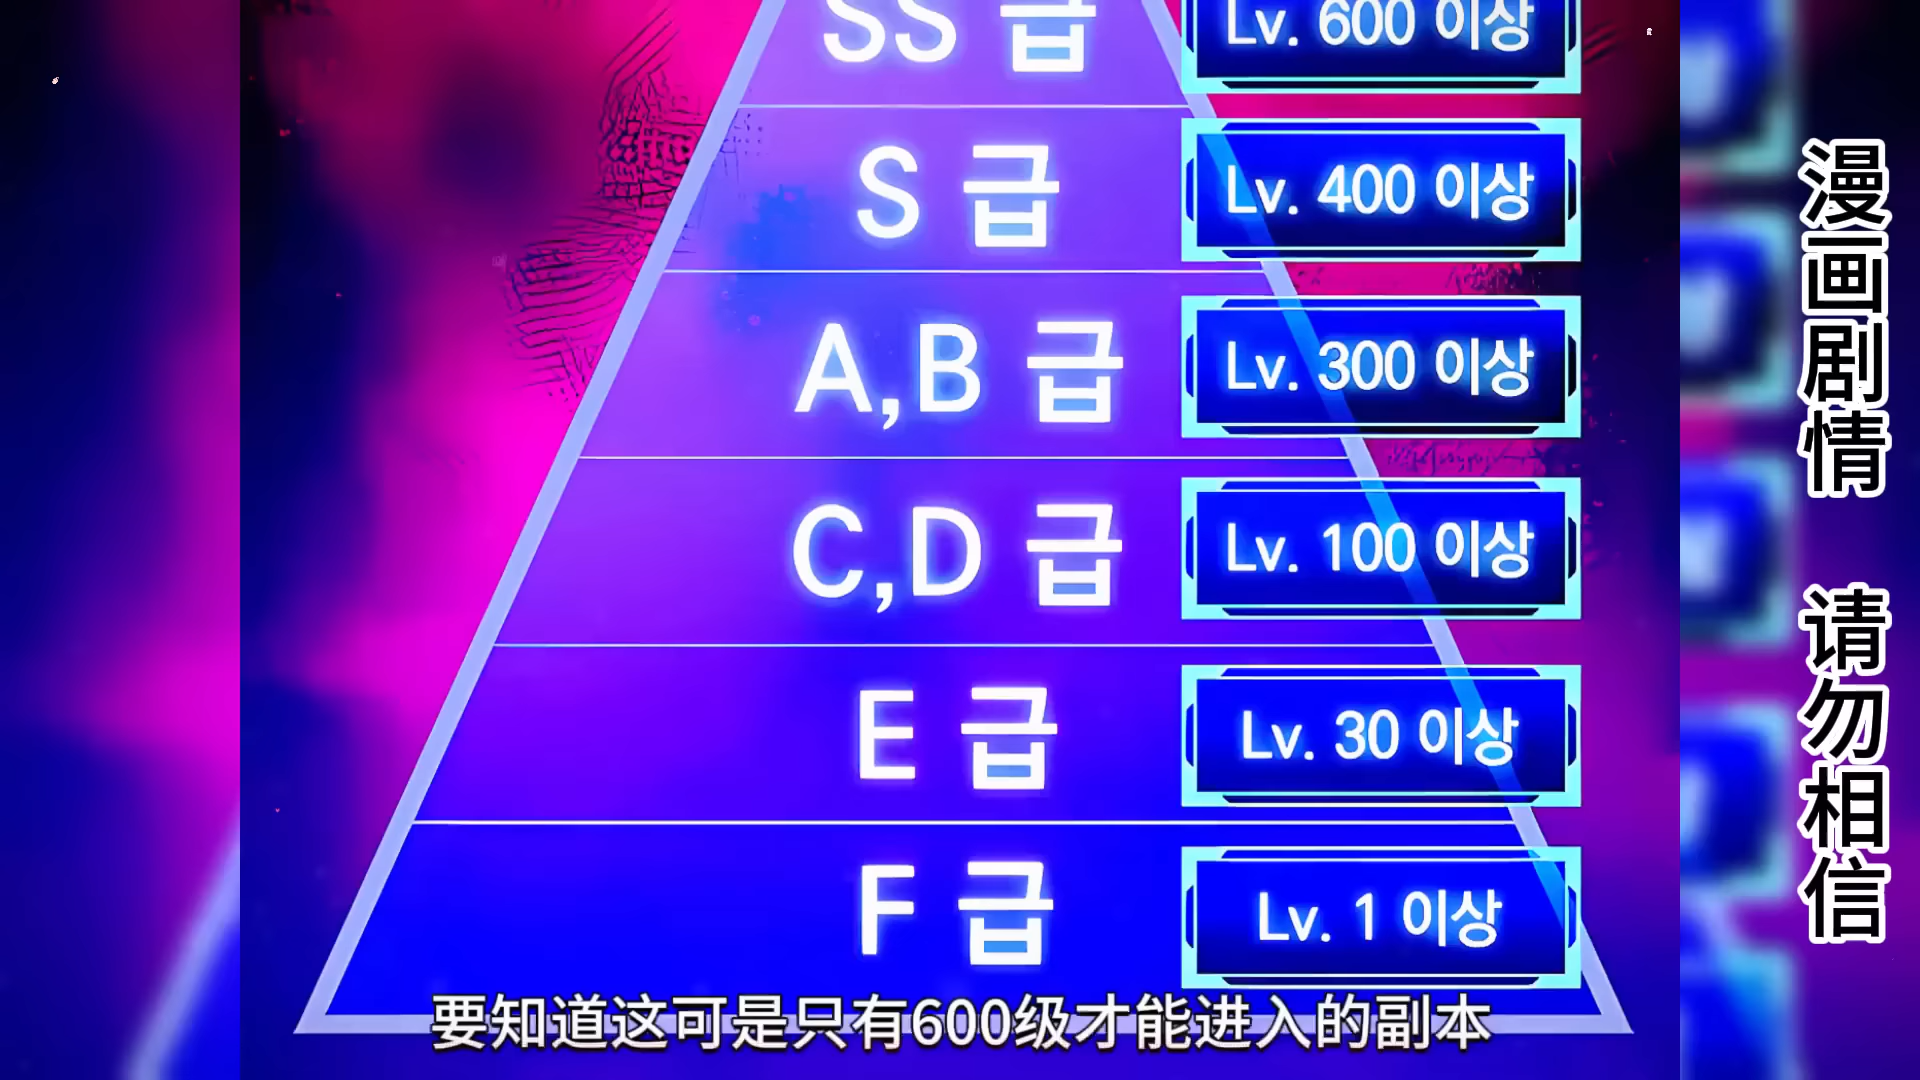 SS 급
Lv. 600 이상
S 급
Lv. 400 이상
A,B 급
Lv. 300 이상
C,D 급
Lv. 100 이상
E 급
Lv. 30 이상
F 급
Lv. 1 이상
要知道这可是只有600级才能进入的副本
漫画剧情 请勿相信